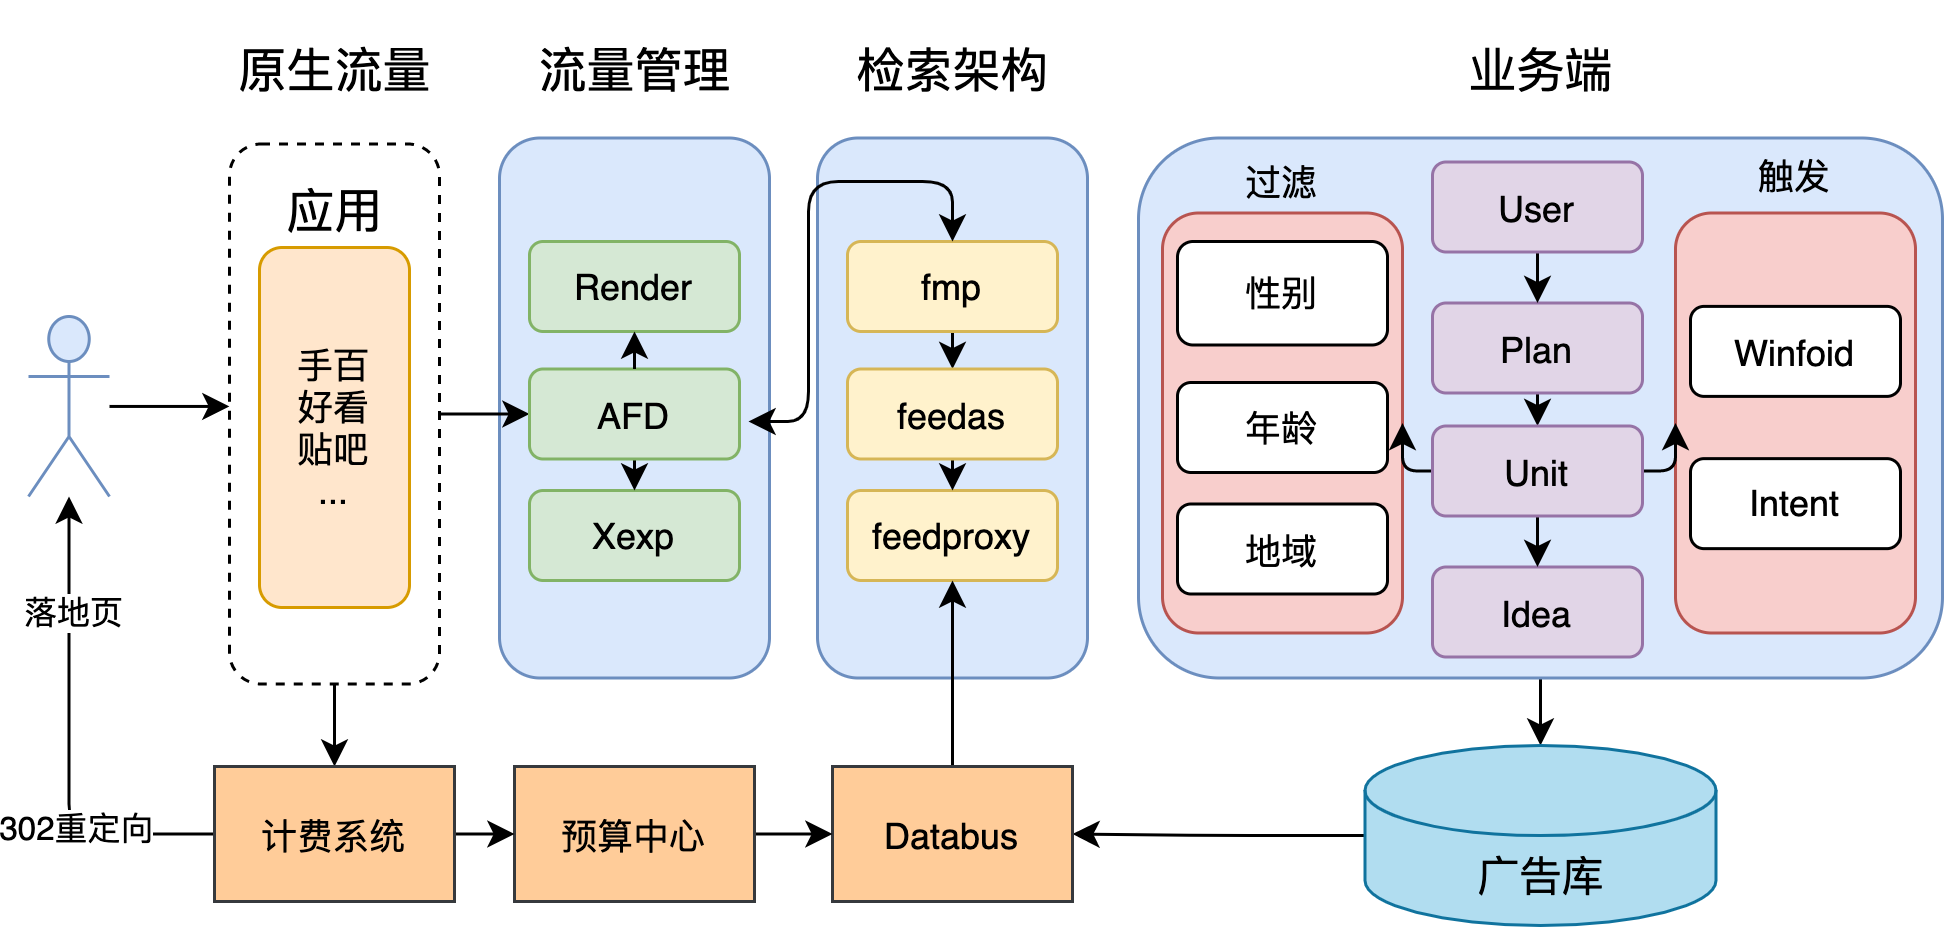 原生流量
流量管理
检索架构
业务端
应用
手百
好看
贴吧
...
Render
AFD
Xexp
fmp
feedas
feedproxy
过滤
性别
年龄
地域
User
Plan
Unit
Idea
触发
Winfoid
Intent
落地页
302重定向
计费系统
预算中心
Databus
广告库